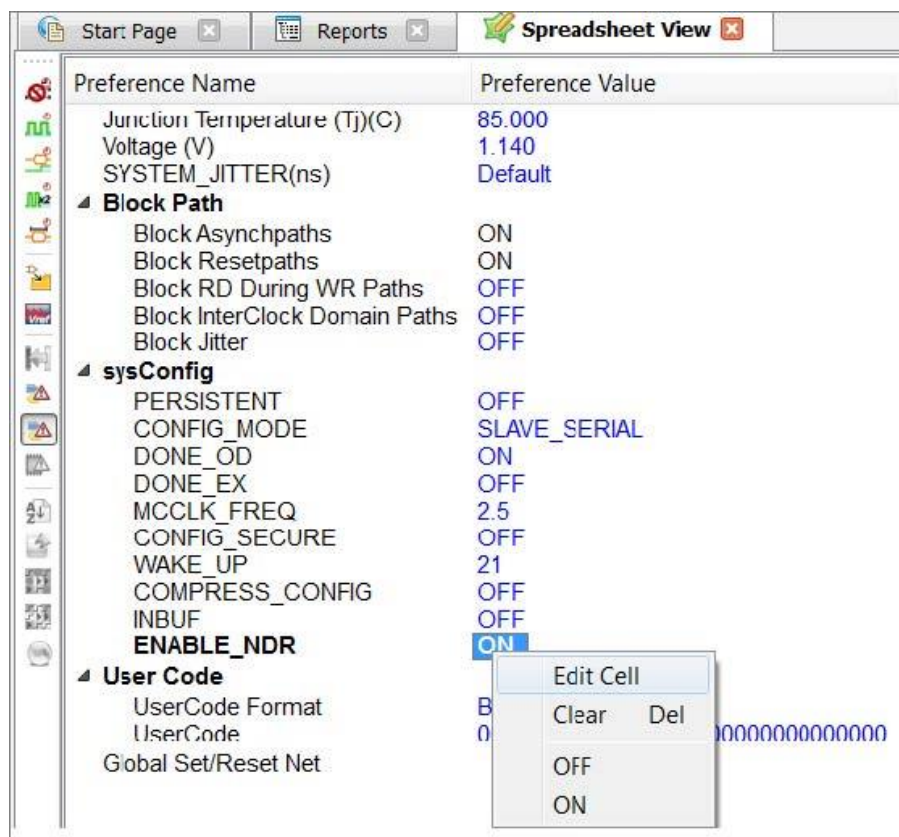 Start Page Reports Spreadsheet View
Preference Name Preference Value
Junction Temperature (Tj)(C) 85.000
Voltage (V) 1.140
SYSTEM_JITTER(ns) Default
Block Path
Block Asynchpaths ON
Block Resetpaths ON
Block RD During WR Paths OFF
Block InterClock Domain Paths OFF
Block Jitter OFF
sysConfig
PERSISTENT OFF
CONFIG_MODE SLAVE_SERIAL
DONE_OD ON
DONE_EX OFF
MCCLK_FREQ 2.5
CONFIG_SECURE OFF
WAKE_UP 21
COMPRESS_CONFIG OFF
INBUF OFF
ENABLE_NDR ON
Edit Cell
User Code
UserCode Format B
Clear Del
UserCode 0 00000000000000
Global Set/Reset Net
OFF
ON